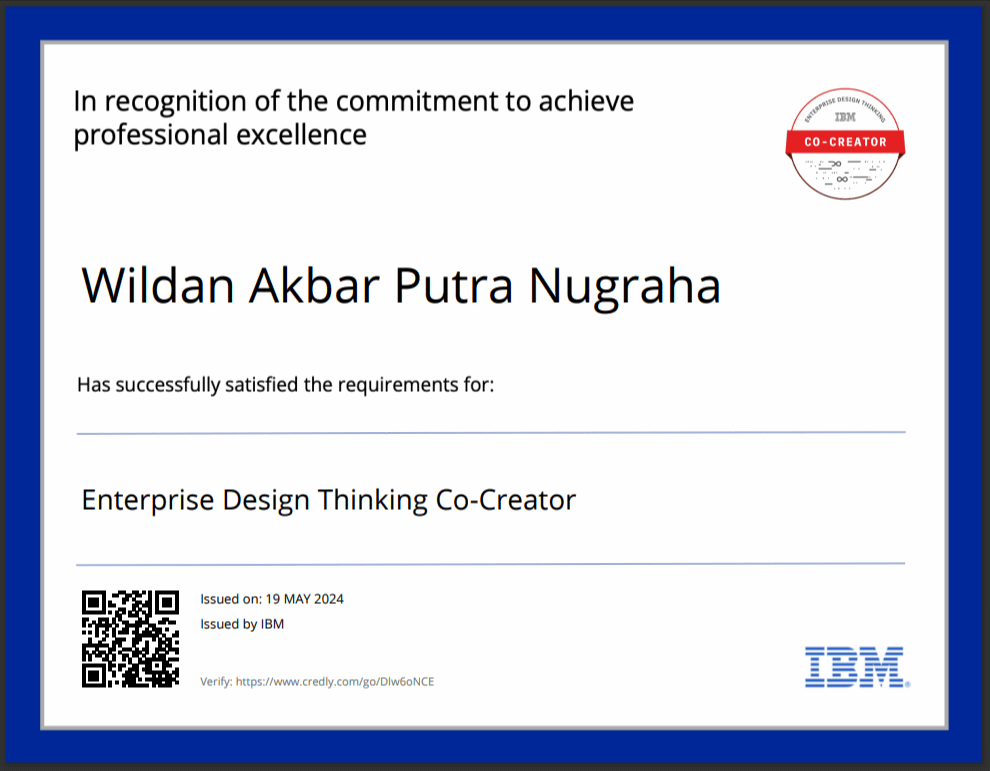 In recognition of the commitment to achieve
professional excellence
ENTERPRISE DESIGN THINKING
IBM
CO-CREATOR
Wildan Akbar Putra Nugraha
Has successfully satisfied the requirements for:
Enterprise Design Thinking Co-Creator
Issued on: 19 MAY 2024
Issued by IBM
Verify: https://www.credly.com/go/DIw6oNCE
IBM®